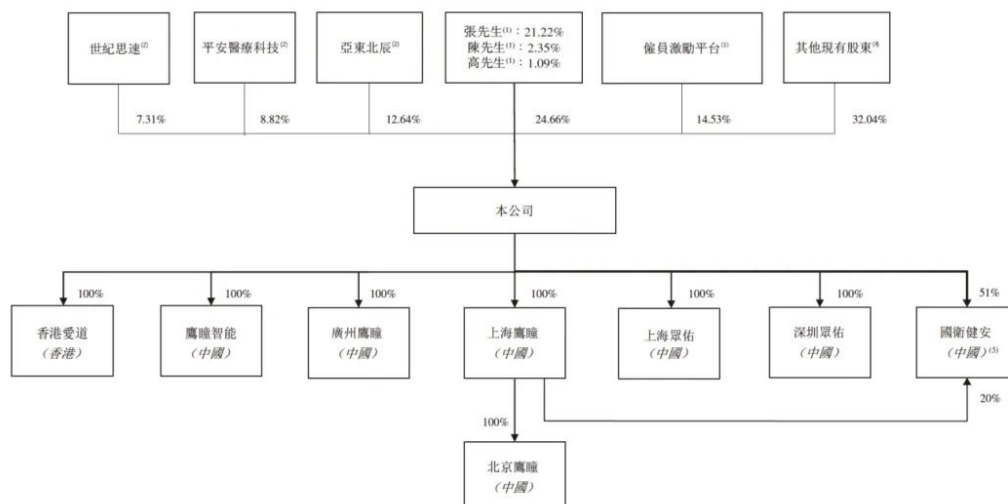 世紀思速(2)
平安醫療科技(2)
亞東北辰(2)
張先生(1)：21.22%
陳先生(1)：2.35%
高先生(1)：1.09%
僱員激勵平台(3)
其他現有股東(4)
7.31%
8.82%
12.64%
24.66%
14.53%
32.04%
本公司
100%
100%
100%
100%
100%
100%
51%
香港愛道
（香港）
鷹瞳智能
（中國）
廣州鷹瞳
（中國）
上海鷹瞳
（中國）
上海眾佑
（中國）
深圳眾佑
（中國）
國衛健安
（中國）(5)
100%
20%
北京鷹瞳
（中國）